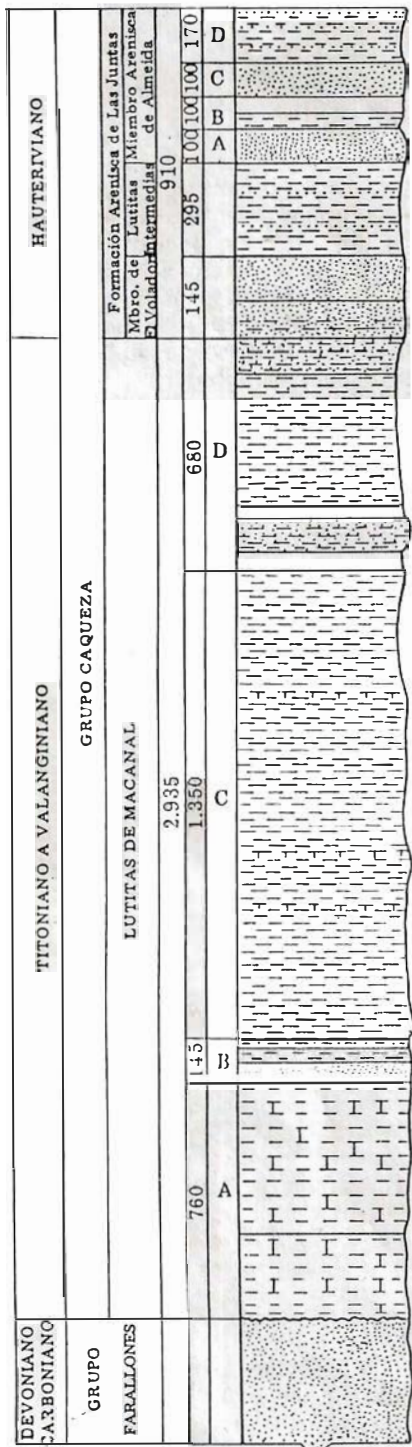 HAUTERIVIANO
Formación Arenisca de Las Juntas
Miembro Arenisca
de Almeida
Lutitas
Intermedias
Mbro. de
El Volador
910
170
D
100
C
100
B
100
A
295
145
TITONIANO A VALANGINIANO
GRUPO CAQUEZA
LUTITAS DE MACANAL
2.935
680
D
1.350
C
145
B
760
A
DEVONIANO
CARBONIANO
GRUPO
FARALLONES